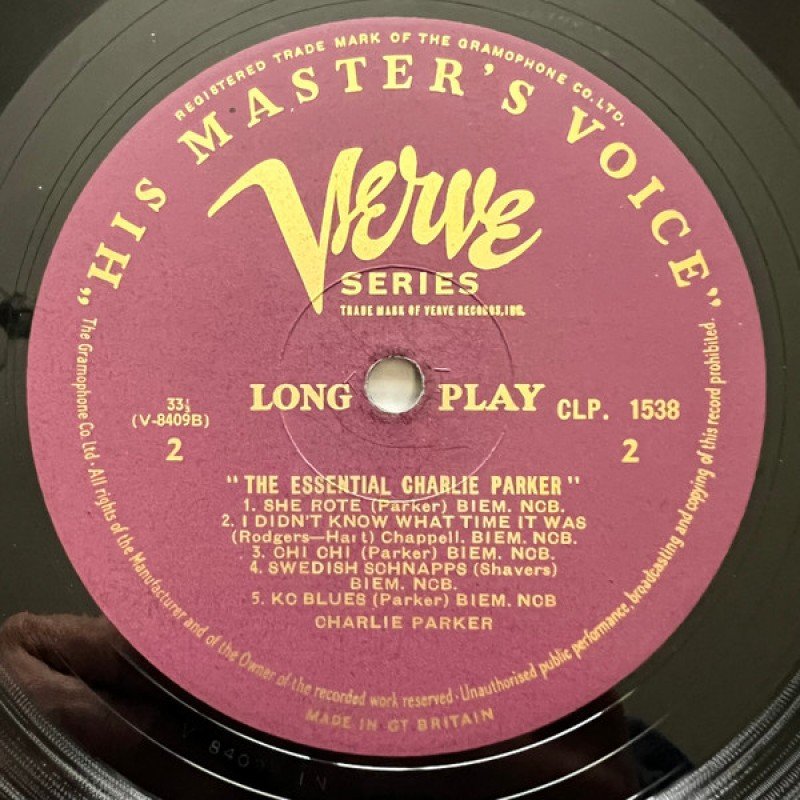 REGISTERED TRADE MARK OF THE GRAMOPHONE CO. LTD.
"HIS MASTER'S VOICE"
Verve
SERIES
TRADE MARK OF VERVE RECORDS, INC.
LONG PLAY
33½
(V-8409B)
2
CLP. 1538
2
"THE ESSENTIAL CHARLIE PARKER"
1. SHE ROTE (Parker) BIEM. NCB.
2. I DIDN'T KNOW WHAT TIME IT WAS
(Rodgers—Hart) Chappell. BIEM. NCB.
3. CHI CHI (Parker) BIEM. NCB.
4. SWEDISH SCHNAPPS (Shavers)
BIEM. NCB.
5. KC BLUES (Parker) BIEM. NCB
CHARLIE PARKER
The Gramophone Co. Ltd · All rights of the Manufacturer and of the Owner of the recorded work reserved · Unauthorised public performance, broadcasting and copying of this record prohibited.
MADE IN GT BRITAIN